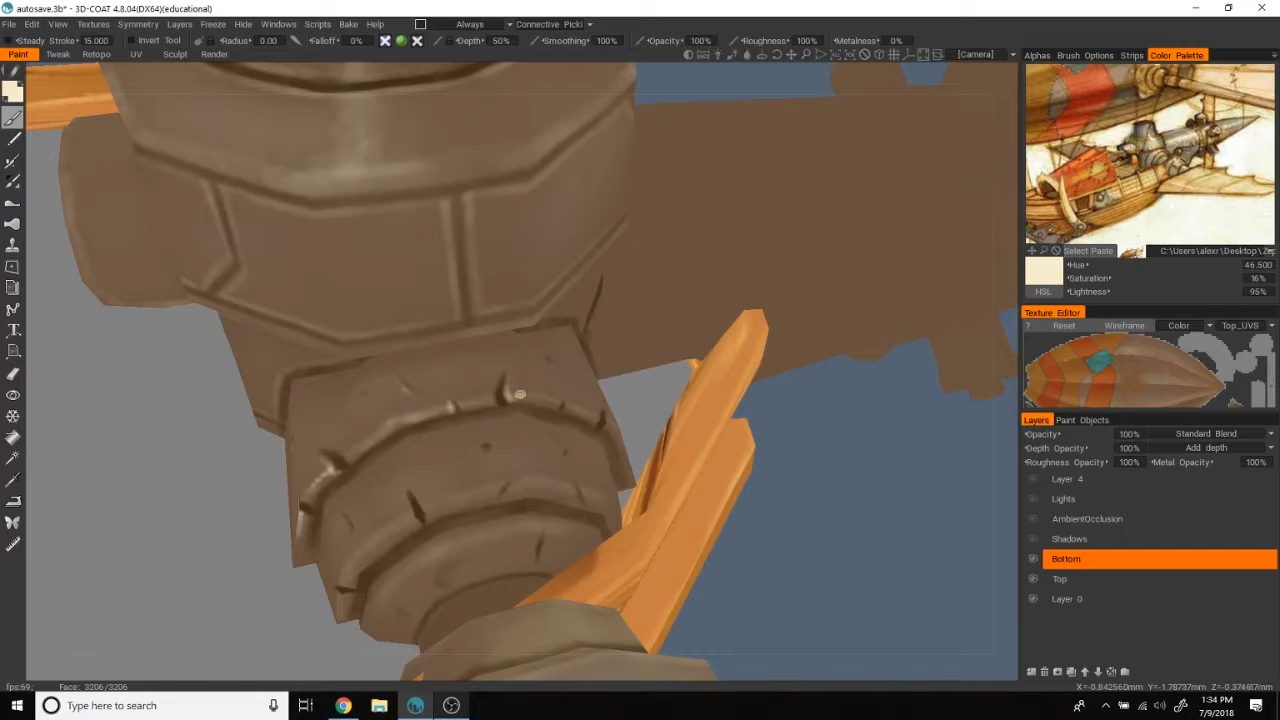 autosave.3b* - 3D-COAT 4.8.04(DX64)(educational)
File Edit View Textures Symmetry Layers Freeze Hide Windows Scripts Bake Help Always Connective Picki
Steady Stroke 15.000 Invert Tool Radius 0.00 Falloff 0% Depth 50% Smoothing 100% Opacity 100% Roughness 100% Metalness 0%
Paint Tweak Retopo UV Sculpt Render [Camera] Alphas Brush Options Strips Color Palette
Select Paste C:\Users\alexr\Desktop\Z
Hue 46.500
Saturation 16%
HSL Lightness 95%
Texture Editor
? Reset Wireframe Color Top_UVS
Layers Paint Objects
Opacity 100% Standard Blend
Depth Opacity 100% Add depth
Roughness Opacity 100% Metal Opacity 100%
Layer 4
Lights
AmbientOcclusion
Shadows
Bottom
Top
Layer 0
fps:69; Face: 3206/3206 X=-0.842560mm Y=-1.78737mm Z=-0.374617mm
Type here to search
1:34 PM
7/9/2018